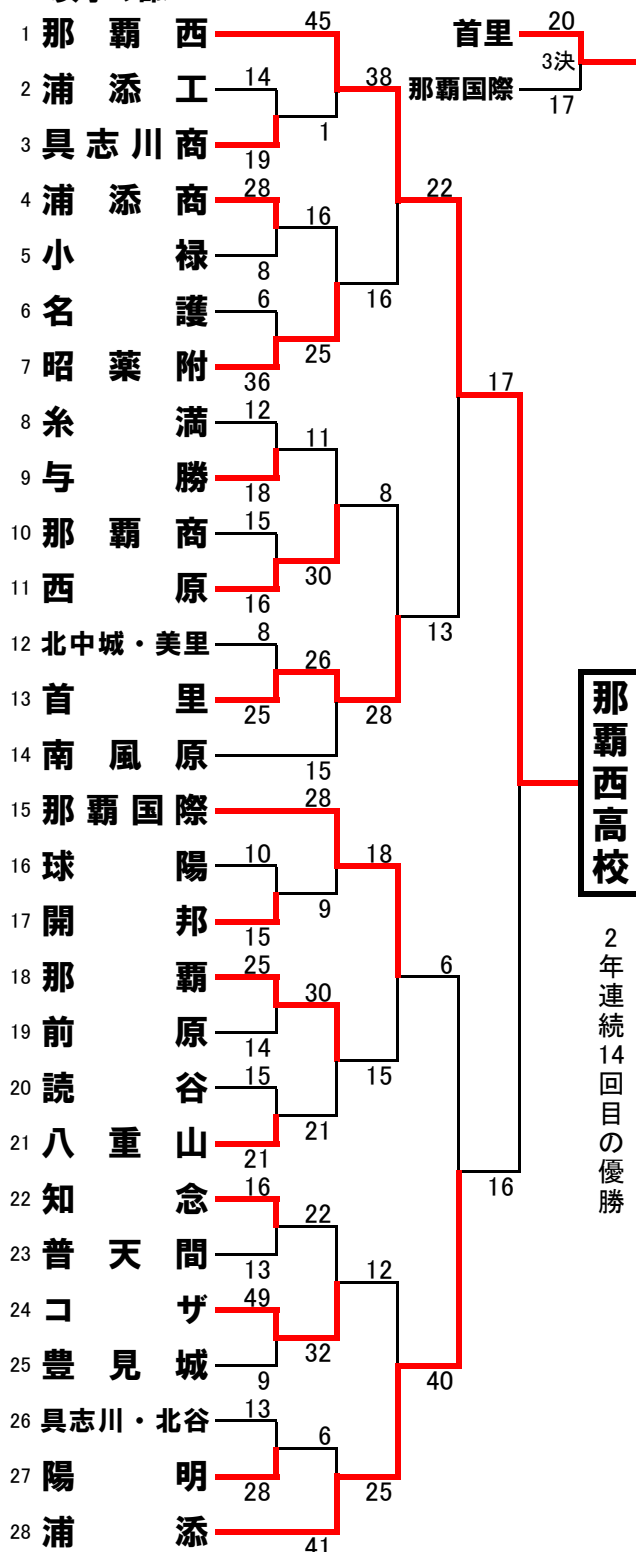 45
1 那覇西
首里 20
3決
那覇国際 17
2 浦添工 14
38
1
3 具志川商 19
4 浦添商 28
22
16
5 小禄 8
6 名護 6
16
25
7 昭薬附 36
17
8 糸満 12
11
9 与勝 18
8
10 那覇商 15
30
11 西原 16
13
12 北中城・美里 8
26
13 首里 25
28
14 南風原 15
15 那覇国際 28
那覇西高校
16 球陽 10
18
9
17 開邦 15
18 那覇 25
6
30
19 前原 14
20 読谷 15
15
21
21 八重山 21
22 知念 16
16
22
23 普天間 13
12
24 コザ 49
32
25 豊見城 9
40
26 具志川・北谷 13
6
27 陽明 28
25
28 浦添 41
2年連続14回目の優勝